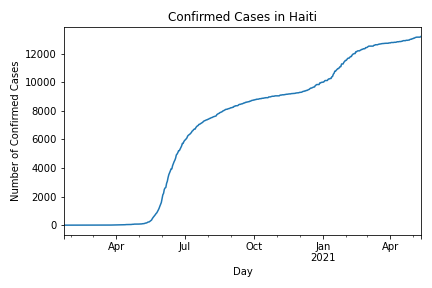 Confirmed Cases in Haiti
12000
10000
8000
6000
4000
2000
0
Number of Confirmed Cases
Apr
Jul
Oct
Jan
2021
Apr
Day